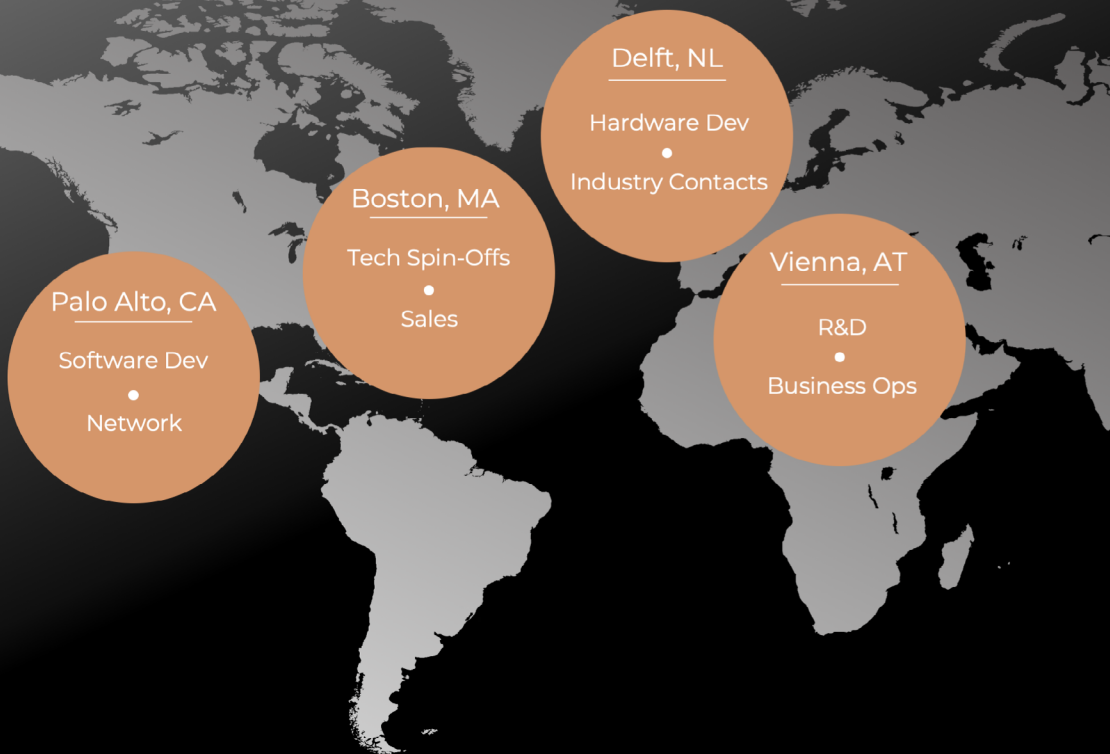 Delft, NL
Hardware Dev
Industry Contacts
Boston, MA
Tech Spin-Offs
Sales
Vienna, AT
R&D
Business Ops
Palo Alto, CA
Software Dev
Network